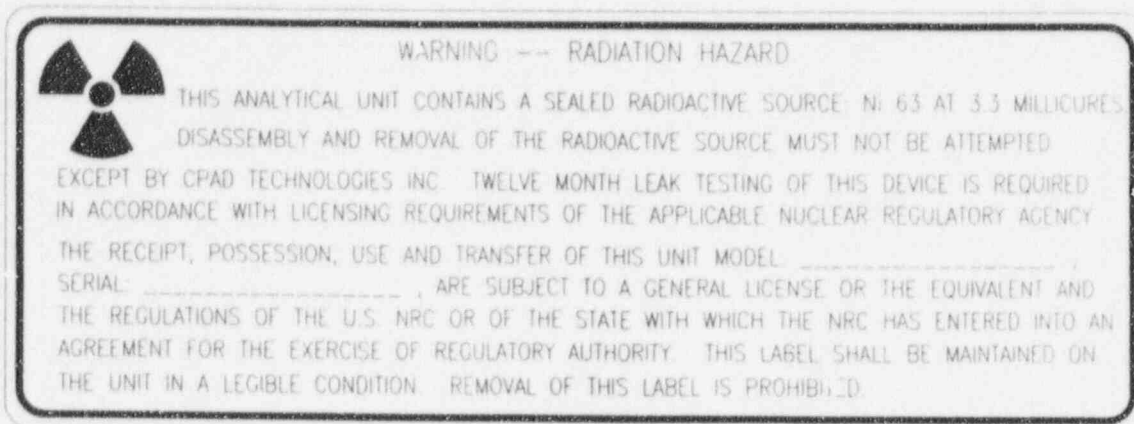 WARNING -- RADIATION HAZARD
THIS ANALYTICAL UNIT CONTAINS A SEALED RADIOACTIVE SOURCE: Ni 63 AT 3.3 MILLICURES
DISASSEMBLY AND REMOVAL OF THE RADIOACTIVE SOURCE MUST NOT BE ATTEMPTED
EXCEPT BY CPAD TECHNOLOGIES INC. TWELVE MONTH LEAK TESTING OF THIS DEVICE IS REQUIRED
IN ACCORDANCE WITH LICENSING REQUIREMENTS OF THE APPLICABLE NUCLEAR REGULATORY AGENCY
THE RECEIPT, POSSESSION, USE AND TRANSFER OF THIS UNIT MODEL: __________________ ,
SERIAL: __________________ , ARE SUBJECT TO A GENERAL LICENSE OR THE EQUIVALENT AND
THE REGULATIONS OF THE U.S. NRC OR OF THE STATE WITH WHICH THE NRC HAS ENTERED INTO AN
AGREEMENT FOR THE EXERCISE OF REGULATORY AUTHORITY. THIS LABEL SHALL BE MAINTAINED ON
THE UNIT IN A LEGIBLE CONDITION. REMOVAL OF THIS LABEL IS PROHIBITED.